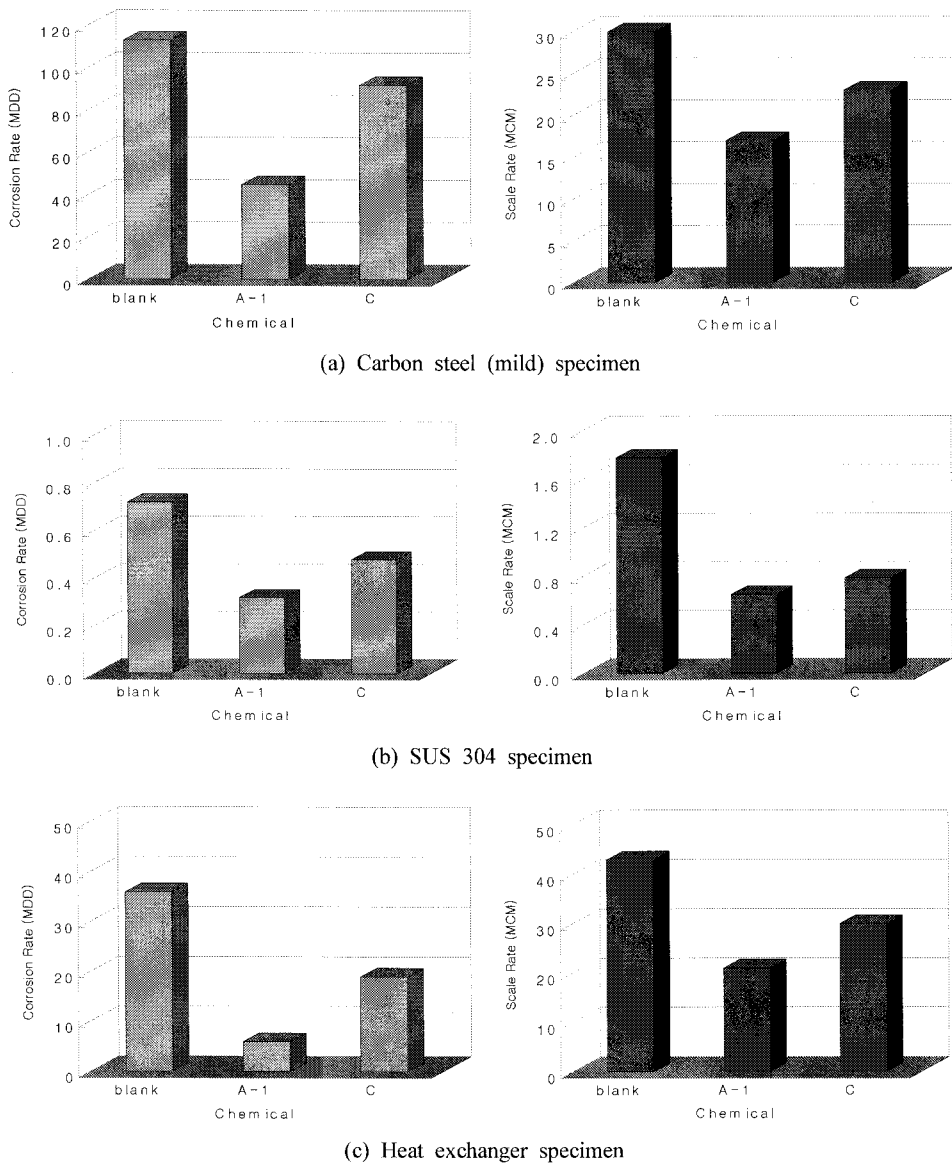 120
100
80
60
40
20
0
Corrosion Rate (MDD)
blank A-1 C
Chemical
30
25
20
15
10
5
0
Scale Rate (MCM)
blank A-1 C
Chemical
(a) Carbon steel (mild) specimen
1.0
0.8
0.6
0.4
0.2
0.0
Corrosion Rate (MDD)
blank A-1 C
Chemical
2.0
1.6
1.2
0.8
0.4
0.0
Scale Rate (MCM)
blank A-1 C
Chemical
(b) SUS 304 specimen
50
40
30
20
10
0
Corrosion Rate (MDD)
blank A-1 C
Chemical
50
40
30
20
10
0
Scale Rate (MCM)
blank A-1 C
Chemical
(c) Heat exchanger specimen